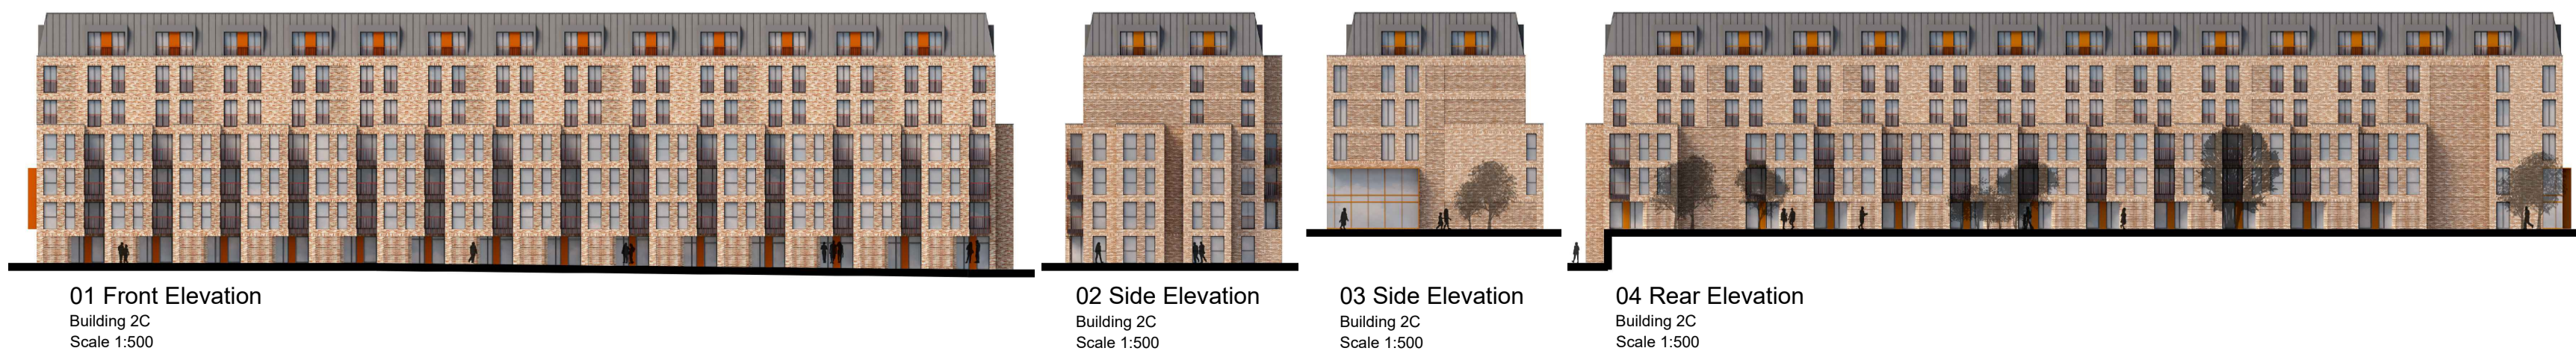 01 Front Elevation
Building 2C
Scale 1:500
02 Side Elevation
Building 2C
Scale 1:500
03 Side Elevation
Building 2C
Scale 1:500
04 Rear Elevation
Building 2C
Scale 1:500